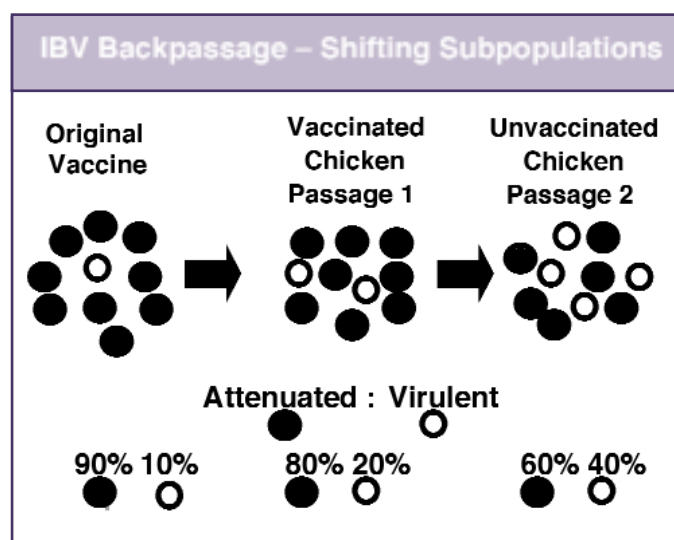 IBV Backpassage – Shifting Subpopulations
Original
Vaccine
Vaccinated
Chicken
Passage 1
Unvaccinated
Chicken
Passage 2
Attenuated : Virulent
90% 10%
80% 20%
60% 40%